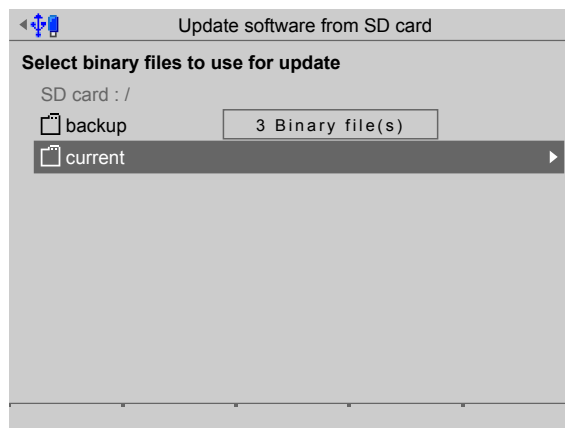 Update software from SD card
Select binary files to use for update
SD card : /
backup
3 Binary file(s)
current